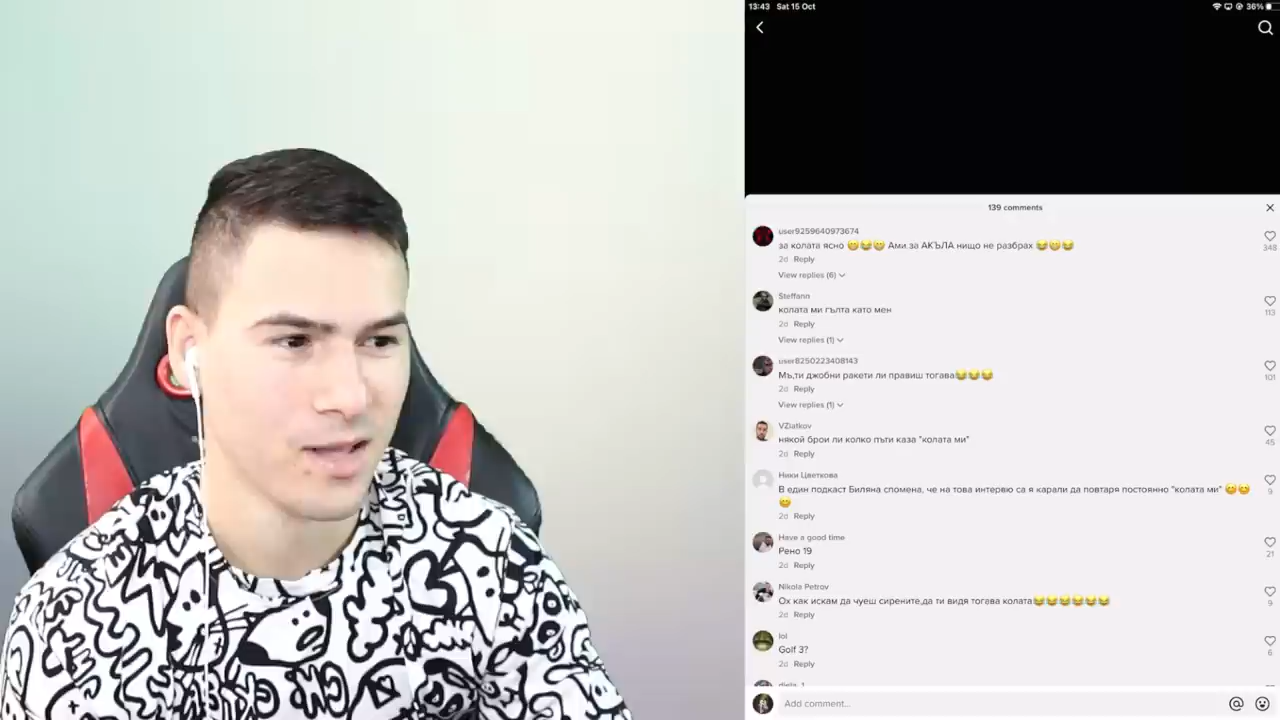 13:43 Sat 15 Oct
36%
139 comments
user9259640973674
за колата ясно 😁😂😁 Ами за АКЪЛА нищо не разбрах 😂😁😂
348
2d Reply
View replies (6)
Steffann
колата ми гълта като мен
113
2d Reply
View replies (1)
user8250223408143
Мъ,ти джобни ракети ли правиш тогава😂😂😂
101
2d Reply
View replies (1)
VZlatkov
някой брои ли колко пъти каза "колата ми"
45
2d Reply
Ники Цветкова
В един подкаст Биляна спомена, че на това интервю са я карали да повтаря постоянно "колата ми" 😁😁
😁
9
2d Reply
Have a good time
Рено 19
21
2d Reply
Nikola Petrov
Ох как искам да чуеш сирените,да ти видя тогава колата😂😂😂😂😂😂
9
2d Reply
lol
Golf 3?
6
2d Reply
Add comment...